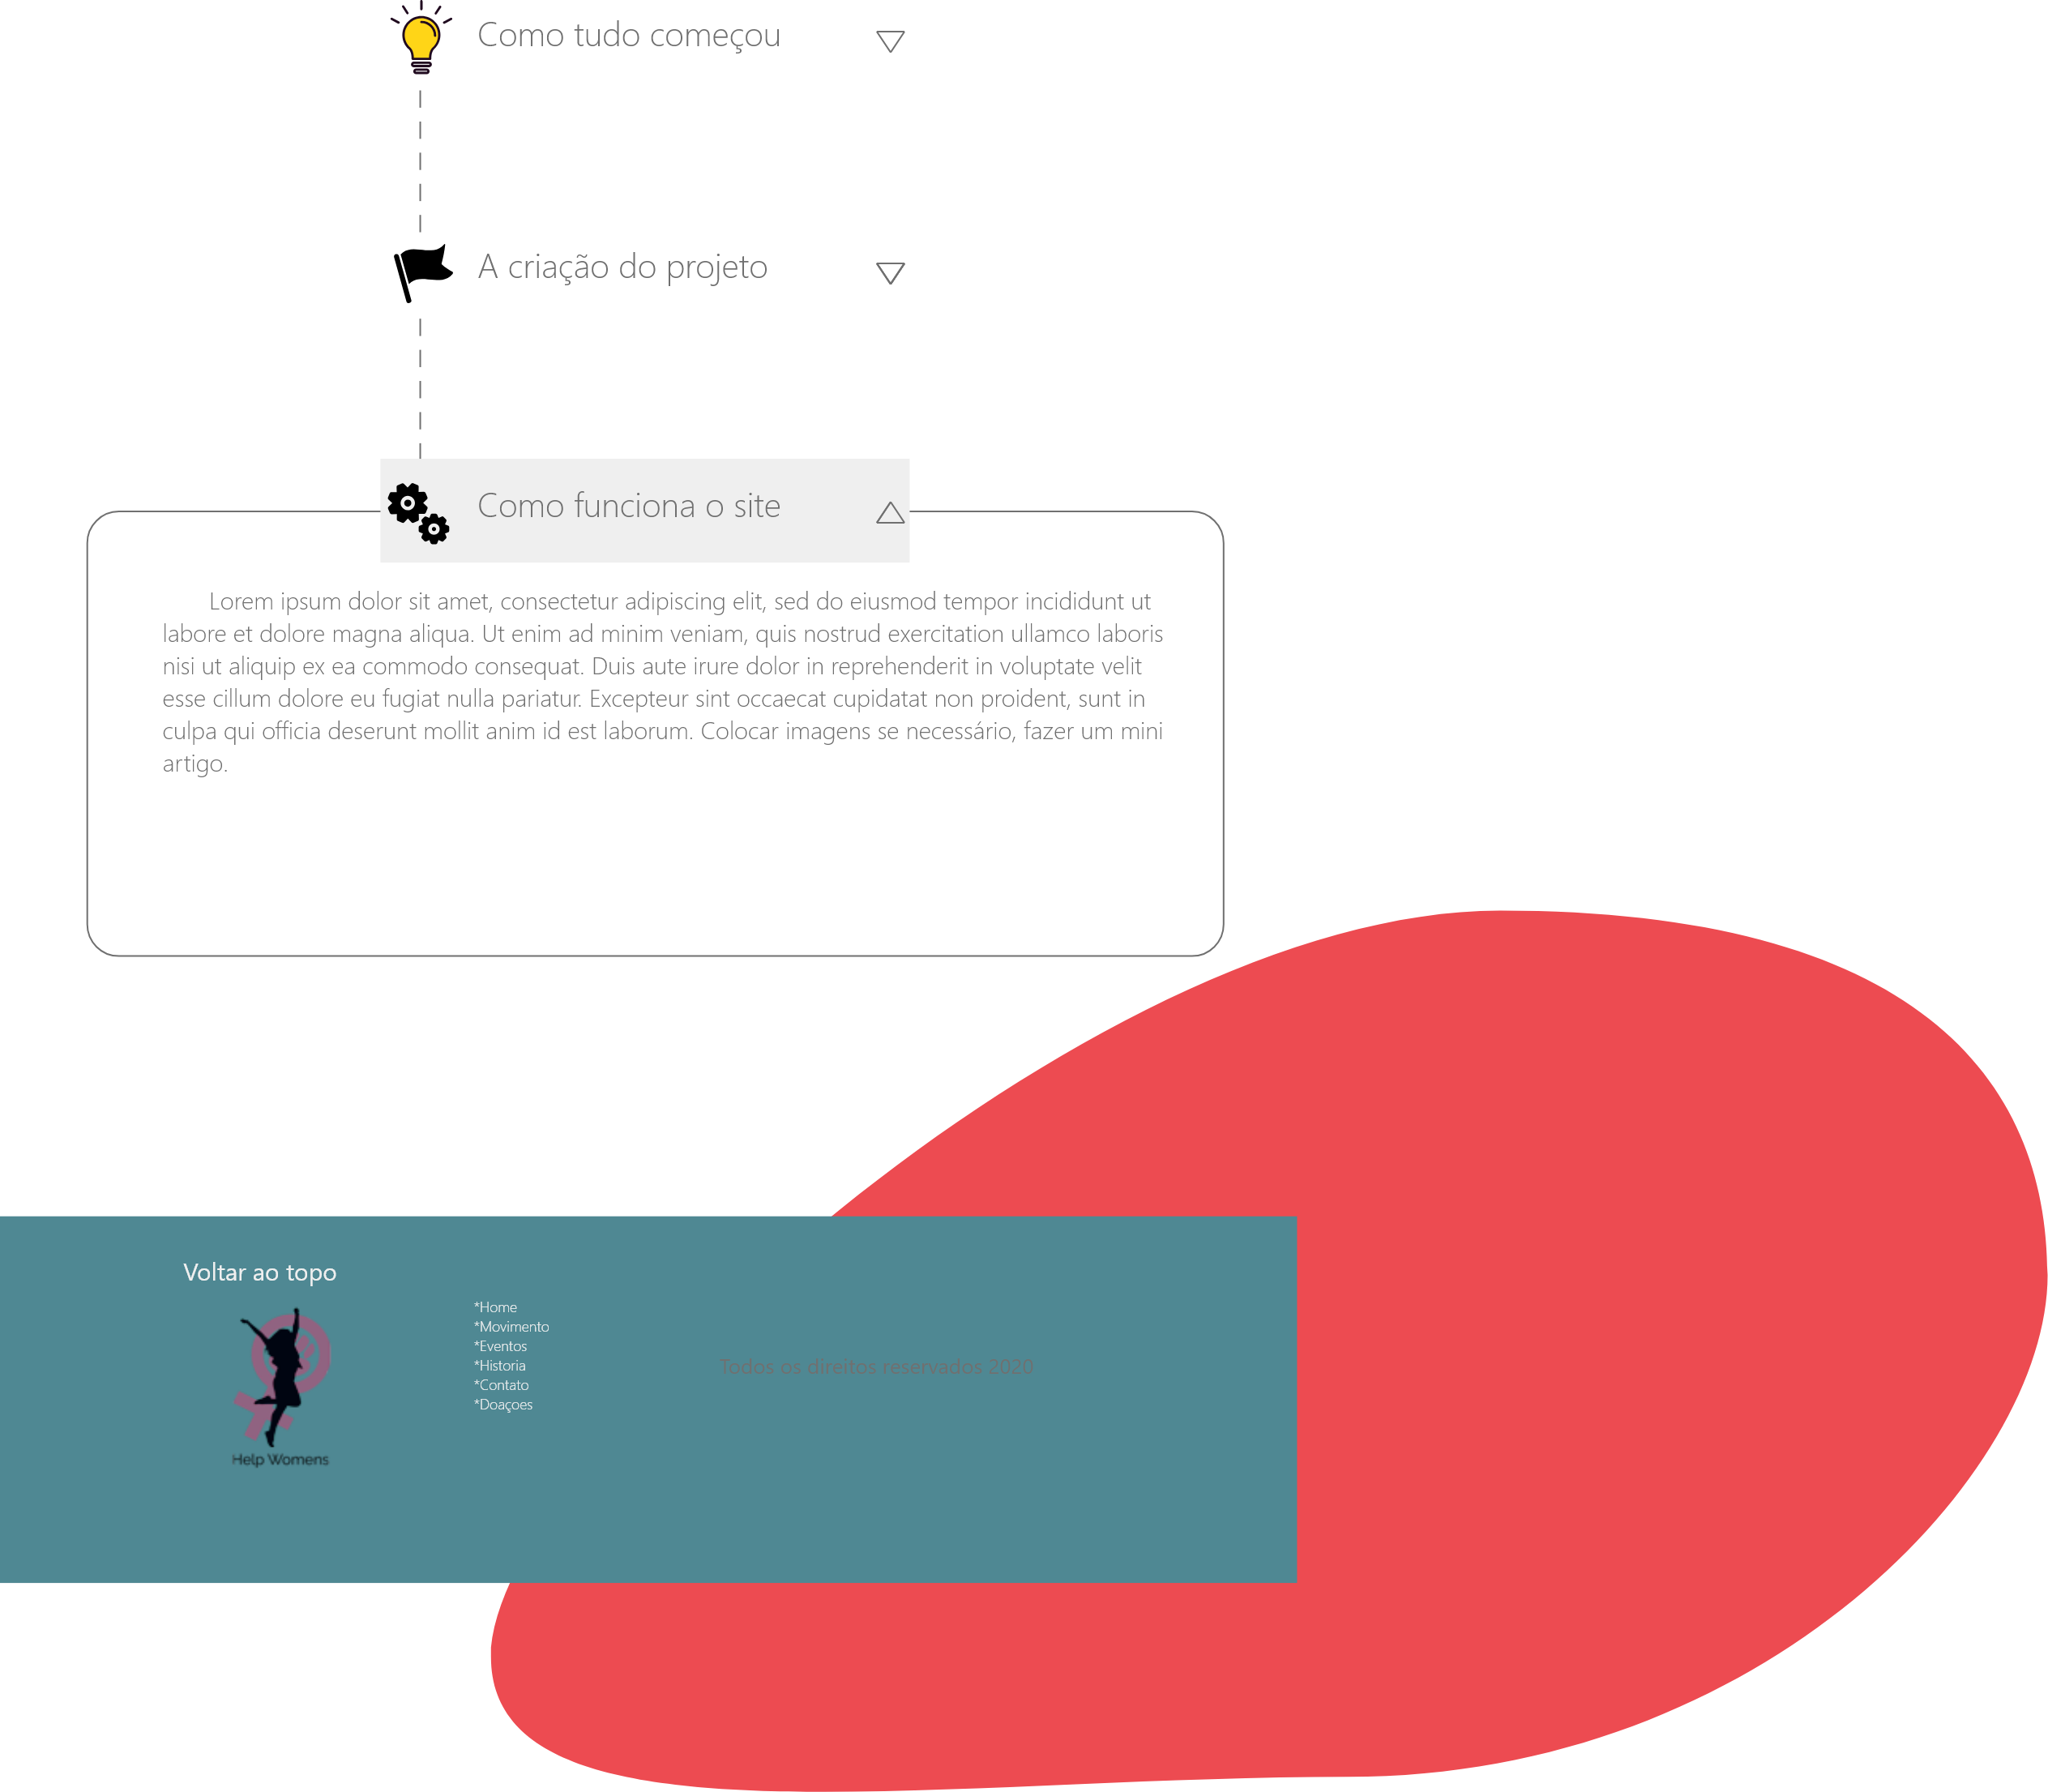 Como tudo começou
A criação do projeto
Como funciona o site
Lorem ipsum dolor sit amet, consectetur adipiscing elit, sed do eiusmod tempor incididunt ut
labore et dolore magna aliqua. Ut enim ad minim veniam, quis nostrud exercitation ullamco laboris
nisi ut aliquip ex ea commodo consequat. Duis aute irure dolor in reprehenderit in voluptate velit
esse cillum dolore eu fugiat nulla pariatur. Excepteur sint occaecat cupidatat non proident, sunt in
culpa qui officia deserunt mollit anim id est laborum. Colocar imagens se necessário, fazer um mini
artigo.
Voltar ao topo
*Home
*Movimento
*Eventos
*Historia
*Contato
*Doaçoes
Todos os direitos reservados 2020
Help Womens